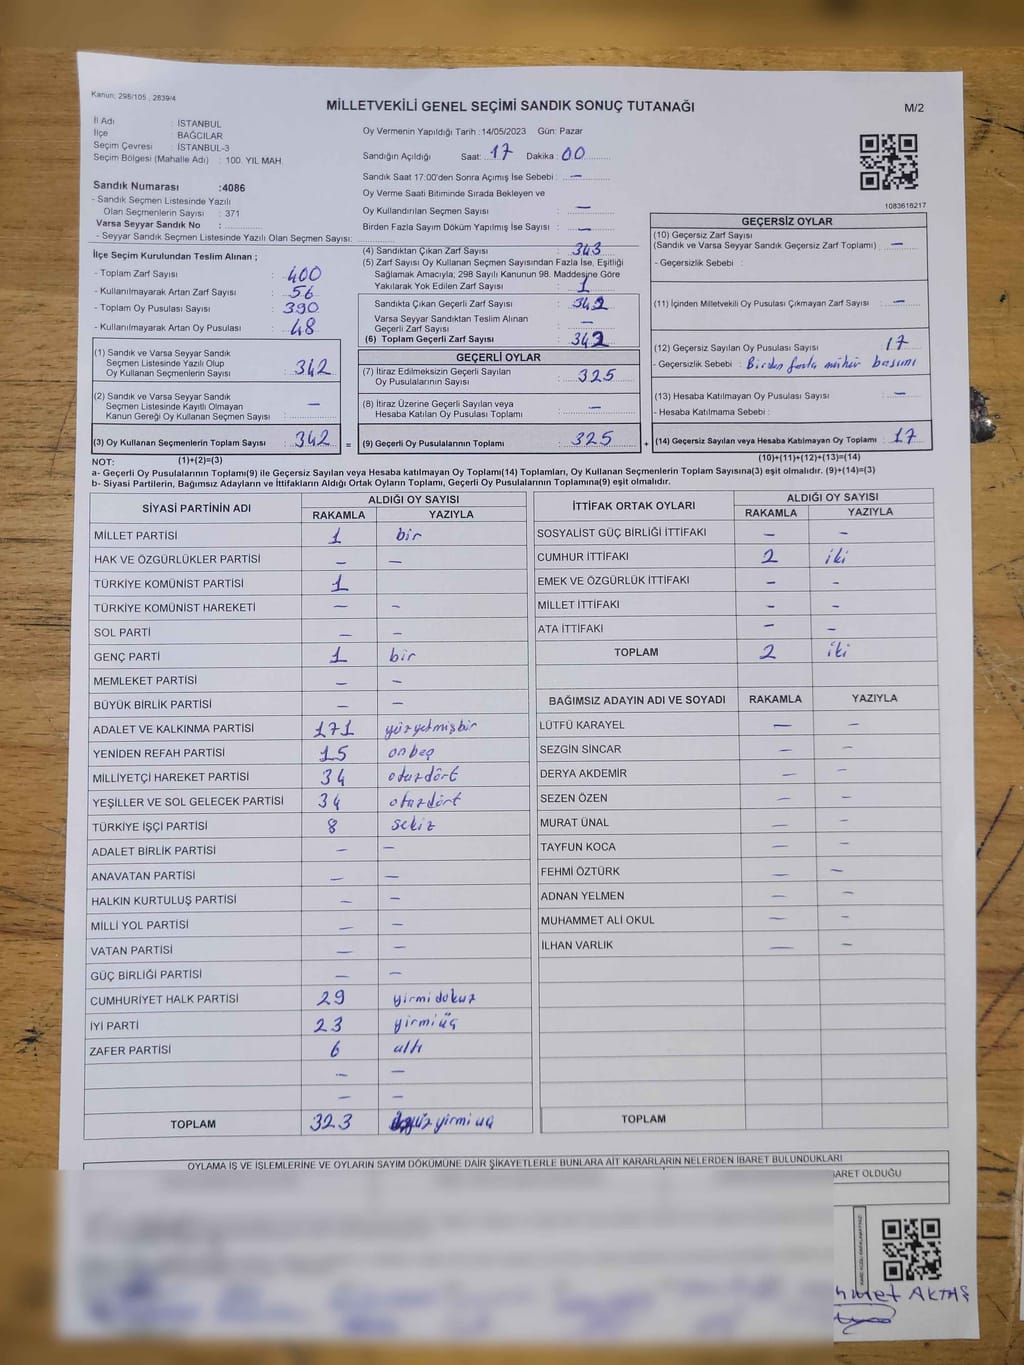 Kanun; 298/105 , 2839/4
MİLLETVEKİLİ GENEL SEÇİMİ SANDIK SONUÇ TUTANAĞI
M/2
İl Adı : İSTANBUL
İlçe : BAĞCILAR
Seçim Çevresi : İSTANBUL-3
Seçim Bölgesi (Mahalle Adı) : 100. YIL MAH.
Sandık Numarası :4086
- Sandık Seçmen Listesinde Yazılı
Olan Seçmenlerin Sayısı : 371
Varsa Seyyar Sandık No :
- Seyyar Sandık Seçmen Listesinde Yazılı Olan Seçmen Sayısı:
Oy Vermenin Yapıldığı Tarih :14/05/2023 Gün: Pazar
Sandığın Açıldığı Saat: 17 Dakika : 00
Sandık Saat 17:00'den Sonra Açımış İse Sebebi : —
Oy Verme Saati Bitiminde Sırada Bekleyen ve
Oy Kullandırılan Seçmen Sayısı : —
Birden Fazla Sayım Döküm Yapılmış İse Sayısı : —
1083616217
İlçe Seçim Kurulundan Teslim Alınan ;
- Toplam Zarf Sayısı : 400
- Kullanılmayarak Artan Zarf Sayısı : 56
- Toplam Oy Pusulası Sayısı : 390
- Kullanılmayarak Artan Oy Pusulası : 48
(1) Sandık ve Varsa Seyyar Sandık
Seçmen Listesinde Yazılı Olup
Oy Kullanan Seçmenlerin Sayısı : 342
(2) Sandık ve Varsa Seyyar Sandık
Seçmen Listesinde Kayıtlı Olmayan
Kanun Gereği Oy Kullanan Seçmen Sayısı : —
(3) Oy Kullanan Seçmenlerin Toplam Sayısı : 342 =
(4) Sandıktan Çıkan Zarf Sayısı : 343
(5) Zarf Sayısı Oy Kullanan Seçmen Sayısından Fazla İse, Eşitliği
Sağlamak Amacıyla; 298 Sayılı Kanunun 98. Maddesine Göre
Yakılarak Yok Edilen Zarf Sayısı : 1
Sandıkta Çıkan Geçerli Zarf Sayısı : 342
Varsa Seyyar Sandıktan Teslim Alınan
Geçerli Zarf Sayısı : —
(6) Toplam Geçerli Zarf Sayısı : 342
GEÇERLİ OYLAR
(7) İtiraz Edilmeksizin Geçerli Sayılan
Oy Pusulalarının Sayısı : 325
(8) İtiraz Üzerine Geçerli Sayılan veya
Hesaba Katılan Oy Pusulası Toplamı : —
(9) Geçerli Oy Pusulalarının Toplamı : 325 +
GEÇERSİZ OYLAR
(10) Geçersiz Zarf Sayısı
(Sandık ve Varsa Seyyar Sandık Geçersiz Zarf Toplamı) : —
- Geçersizlik Sebebi :
(11) İçinden Milletvekili Oy Pusulası Çıkmayan Zarf Sayısı : —
(12) Geçersiz Sayılan Oy Pusulası Sayısı : 17
- Geçersizlik Sebebi : Birden fazla mühür basımı
(13) Hesaba Katılmayan Oy Pusulası Sayısı : —
- Hesaba Katılmama Sebebi :
(14) Geçersiz Sayılan veya Hesaba Katılmayan Oy Toplamı : 17
NOT: (1)+(2)=(3) (10)+(11)+(12)+(13)=(14)
a- Geçerli Oy Pusulalarının Toplamı(9) ile Geçersiz Sayılan veya Hesaba katılmayan Oy Toplamı(14) Toplamları, Oy Kullanan Seçmenlerin Toplam Sayısına(3) eşit olmalıdır. (9)+(14)=(3)
b- Siyasi Partilerin, Bağımsız Adayların ve İttifakların Aldığı Ortak Oyların Toplamı, Geçerli Oy Pusulalarının Toplamına(9) eşit olmalıdır.
SİYASİ PARTİNİN ADI ALDIĞI OY SAYISI
RAKAMLA YAZIYLA
MİLLET PARTİSİ 1 bir
HAK VE ÖZGÜRLÜKLER PARTİSİ — —
TÜRKİYE KOMÜNİST PARTİSİ 1
TÜRKİYE KOMÜNİST HAREKETİ — —
SOL PARTİ — —
GENÇ PARTİ 1 bir
MEMLEKET PARTİSİ — —
BÜYÜK BİRLİK PARTİSİ — —
ADALET VE KALKINMA PARTİSİ 171 yüzyetmişbir
YENİDEN REFAH PARTİSİ 15 onbeş
MİLLİYETÇİ HAREKET PARTİSİ 34 otuzdört
YEŞİLLER VE SOL GELECEK PARTİSİ 34 otuzdört
TÜRKİYE İŞÇİ PARTİSİ 8 sekiz
ADALET BİRLİK PARTİSİ — —
ANAVATAN PARTİSİ — —
HALKIN KURTULUŞ PARTİSİ — —
MİLLİ YOL PARTİSİ — —
VATAN PARTİSİ — —
GÜÇ BİRLİĞİ PARTİSİ — —
CUMHURİYET HALK PARTİSİ 29 yirmidokuz
İYİ PARTİ 23 yirmiüç
ZAFER PARTİSİ 6 altı
— —
— —
TOPLAM 323 üçyüzyirmiüç
İTTİFAK ORTAK OYLARI ALDIĞI OY SAYISI
RAKAMLA YAZIYLA
SOSYALİST GÜÇ BİRLİĞİ İTTİFAKI — —
CUMHUR İTTİFAKI 2 iki
EMEK VE ÖZGÜRLÜK İTTİFAKI — —
MİLLET İTTİFAKI — —
ATA İTTİFAKI — —
TOPLAM 2 iki
BAĞIMSIZ ADAYIN ADI VE SOYADI RAKAMLA YAZIYLA
LÜTFÜ KARAYEL — —
SEZGİN SİNCAR — —
DERYA AKDEMİR — —
SEZEN ÖZEN — —
MURAT ÜNAL — —
TAYFUN KOCA — —
FEHMİ ÖZTÜRK — —
ADNAN YELMEN — —
MUHAMMET ALİ OKUL — —
İLHAN VARLIK — —
TOPLAM
OYLAMA İŞ VE İŞLEMLERİNE VE OYLARIN SAYIM DÖKÜMÜNE DAİR ŞİKAYETLERLE BUNLARA AİT KARARLARIN NELERDEN İBARET BULUNDUKLARI
BARET OLDUĞU
hmet AKTAŞ